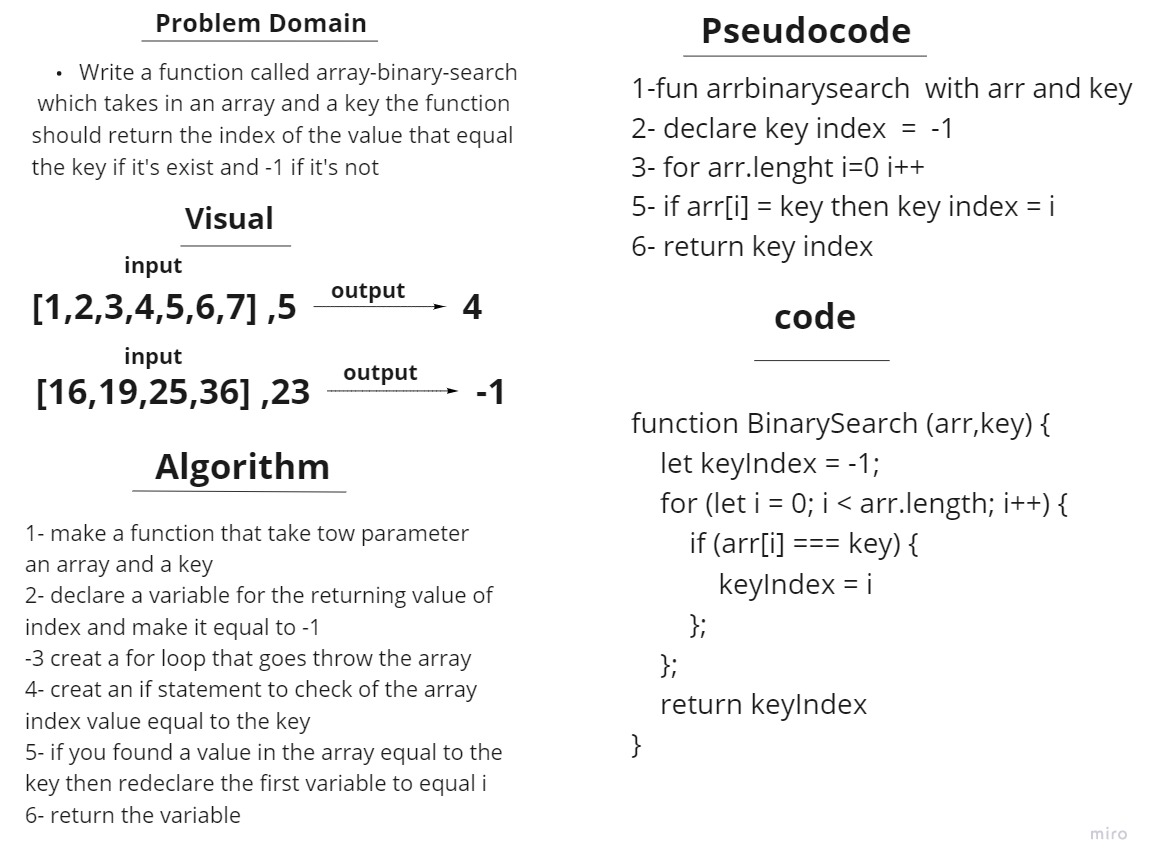 Problem Domain
• Write a function called array-binary-search
which takes in an array and a key the function
should return the index of the value that equal
the key if it's exist and -1 if it's not
Visual
input
[1,2,3,4,5,6,7] ,5 output 4
input
[16,19,25,36] ,23 output -1
Algorithm
1- make a function that take tow parameter
an array and a key
2- declare a variable for the returning value of
index and make it equal to -1
-3 creat a for loop that goes throw the array
4- creat an if statement to check of the array
index value equal to the key
5- if you found a value in the array equal to the
key then redeclare the first variable to equal i
6- return the variable
Pseudocode
1-fun arrbinarysearch with arr and key
2- declare key index = -1
3- for arr.lenght i=0 i++
5- if arr[i] = key then key index = i
6- return key index
code
function BinarySearch (arr,key) {
let keyIndex = -1;
for (let i = 0; i < arr.length; i++) {
if (arr[i] === key) {
keyIndex = i
};
};
return keyIndex
}
miro